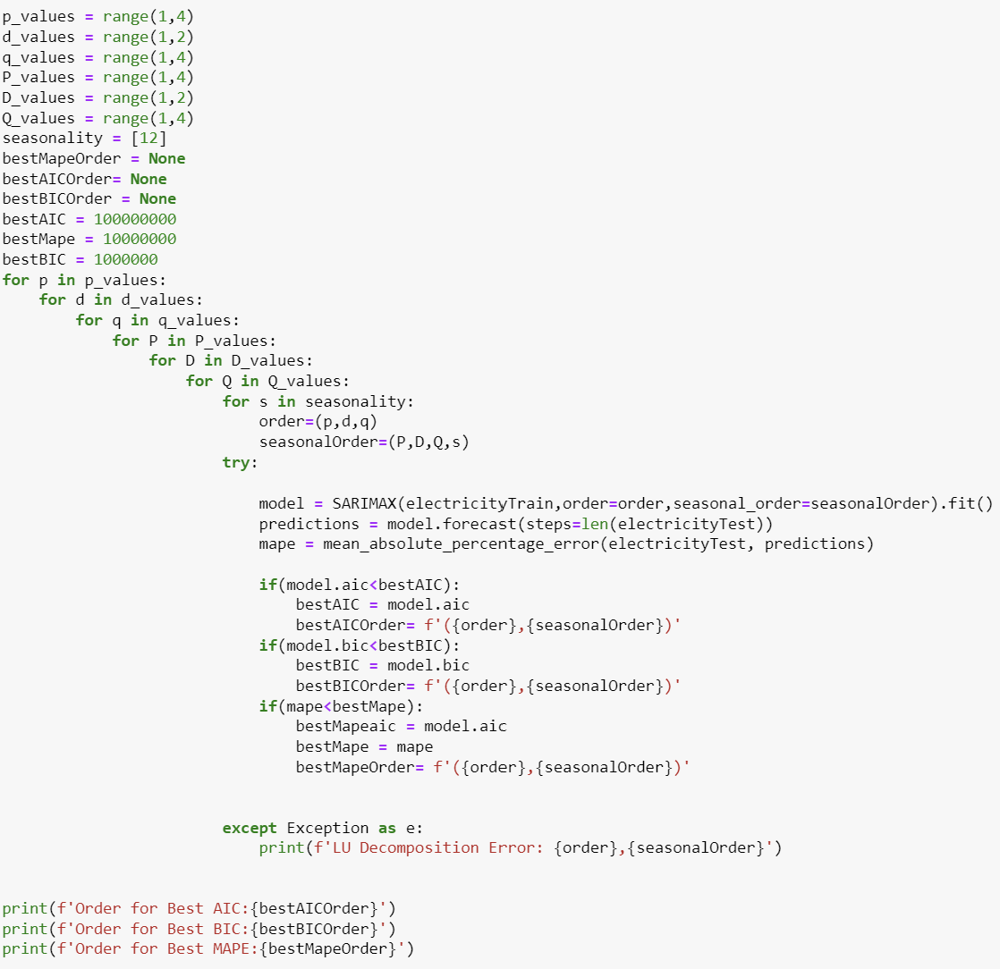 p_values = range(1,4)
d_values = range(1,2)
q_values = range(1,4)
P_values = range(1,4)
D_values = range(1,2)
Q_values = range(1,4)
seasonality = [12]
bestMapeOrder = None
bestAICOrder= None
bestBICOrder = None
bestAIC = 100000000
bestMape = 10000000
bestBIC = 1000000
for p in p_values:
    for d in d_values:
        for q in q_values:
            for P in P_values:
                for D in D_values:
                    for Q in Q_values:
                        for s in seasonality:
                            order=(p,d,q)
                            seasonalOrder=(P,D,Q,s)
                        try:
                            model = SARIMAX(electricityTrain,order=order,seasonal_order=seasonalOrder).fit()
                            predictions = model.forecast(steps=len(electricityTest))
                            mape = mean_absolute_percentage_error(electricityTest, predictions)
                            if(model.aic<bestAIC):
                                bestAIC = model.aic
                                bestAICOrder= f'({order},{seasonalOrder})'
                            if(model.bic<bestBIC):
                                bestBIC = model.bic
                                bestBICOrder= f'({order},{seasonalOrder})'
                            if(mape<bestMape):
                                bestMapeaic = model.aic
                                bestMape = mape
                                bestMapeOrder= f'({order},{seasonalOrder})'
                        except Exception as e:
                            print(f'LU Decomposition Error: {order},{seasonalOrder}')
print(f'Order for Best AIC:{bestAICOrder}')
print(f'Order for Best BIC:{bestBICOrder}')
print(f'Order for Best MAPE:{bestMapeOrder}')